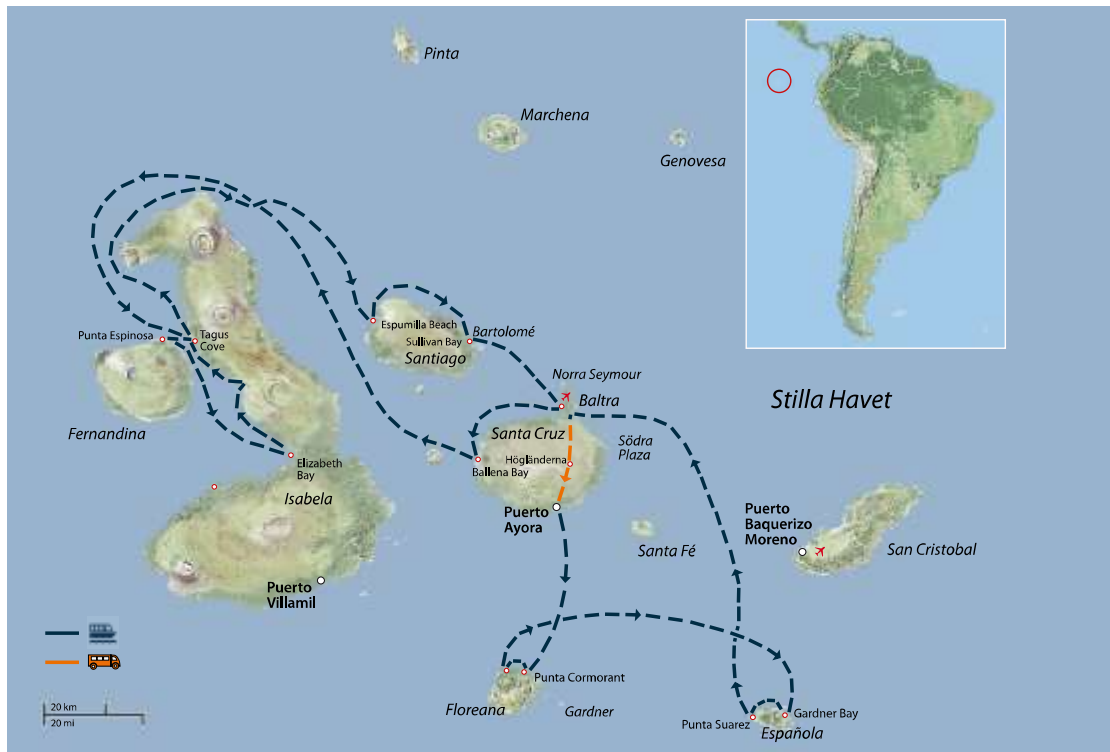 Pinta
Marchena
Genovesa
Punta Espinosa
Tagus
Cove
Espumilla Beach
Sullivan Bay
Bartolomé
Santiago
Norra Seymour
Baltra
Stilla Havet
Fernandina
Santa Cruz
Södra
Plaza
Högländerna
Ballena Bay
Elizabeth
Bay
Isabela
Puerto
Ayora
Puerto
Baquerizo
Moreno
Santa Fé
San Cristobal
Puerto
Villamil
Punta Cormorant
Floreana
Gardner
Punta Suarez
Gardner Bay
Española
20 km
20 mi